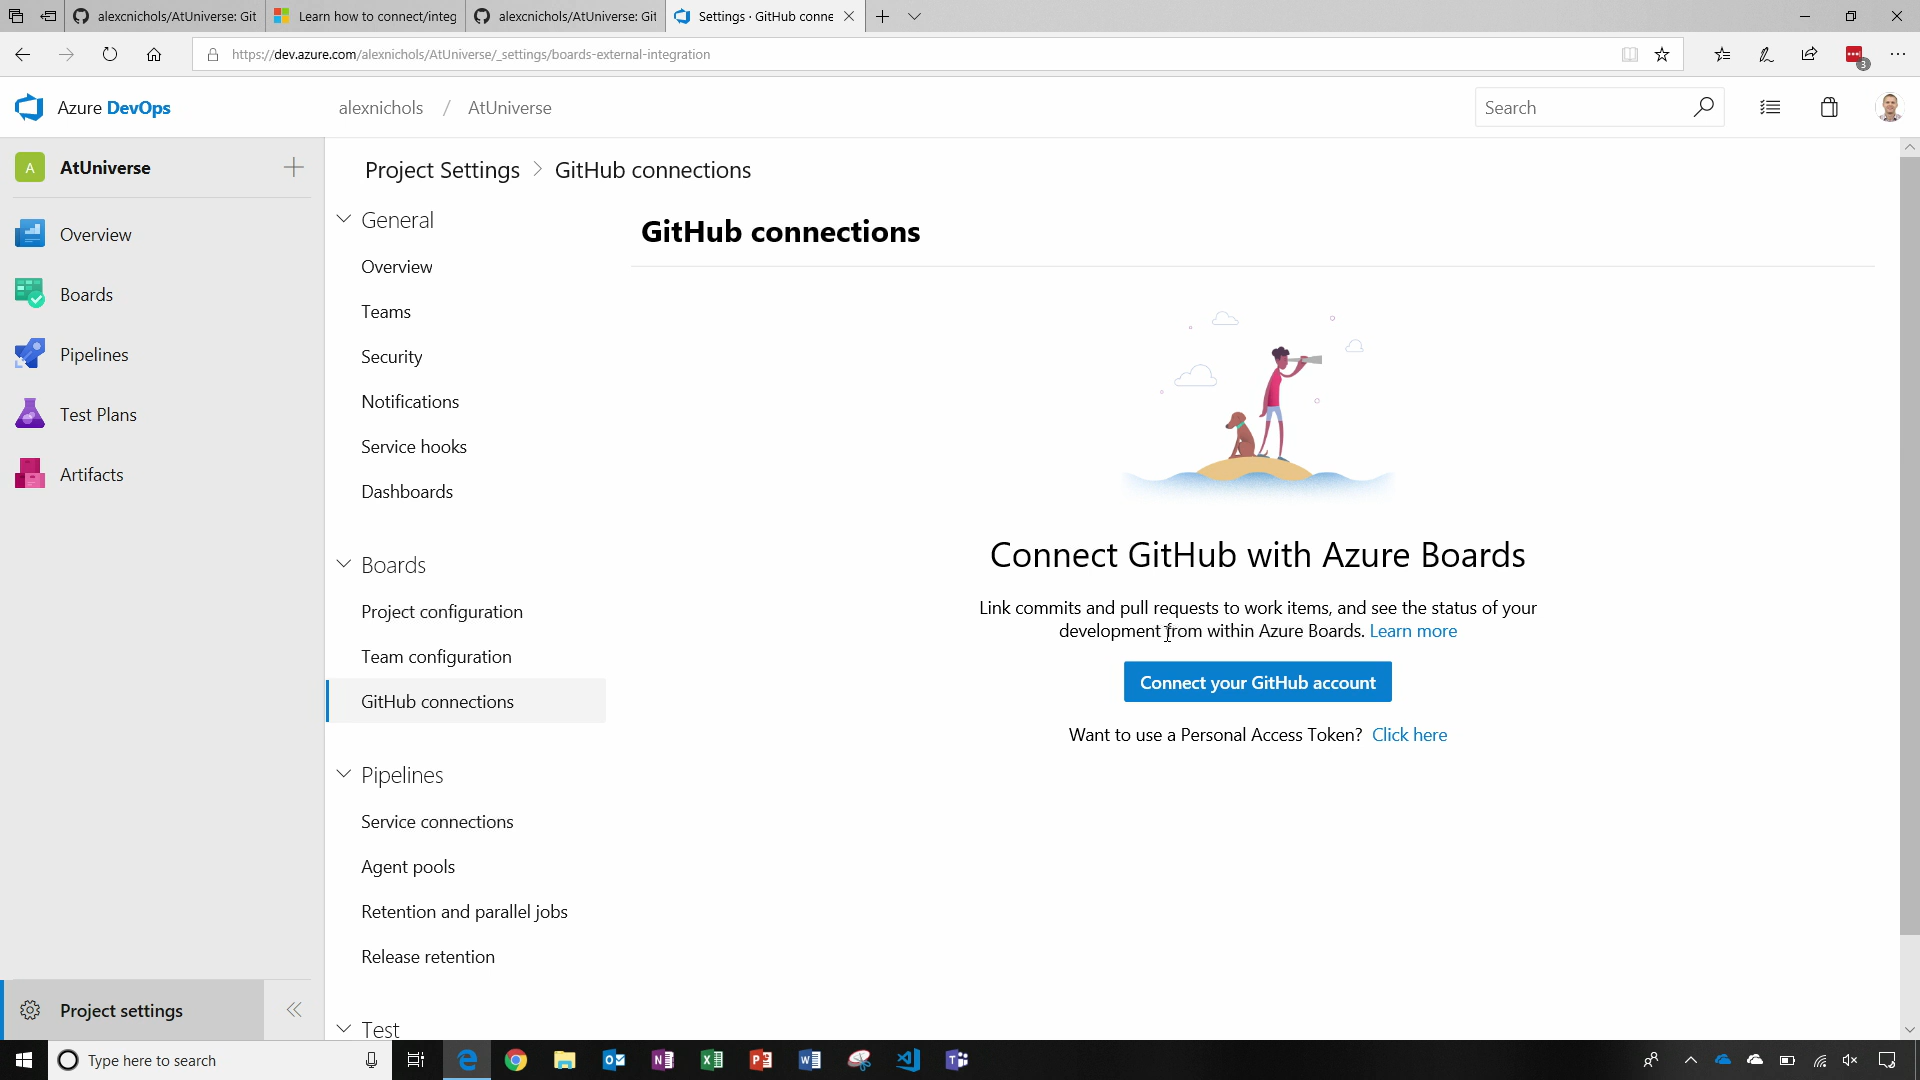 alexcnichols/AtUniverse: Git
Learn how to connect/integ
alexcnichols/AtUniverse: Git
Settings · GitHub conne
https://dev.azure.com/alexnichols/AtUniverse/_settings/boards-external-integration
3
Azure DevOps
alexnichols / AtUniverse
Search
A
AtUniverse
Overview
Boards
Pipelines
Test Plans
Artifacts
Project settings
Project Settings > GitHub connections
General
Overview
Teams
Security
Notifications
Service hooks
Dashboards
Boards
Project configuration
Team configuration
GitHub connections
Pipelines
Service connections
Agent pools
Retention and parallel jobs
Release retention
Test
GitHub connections
Connect GitHub with Azure Boards
Link commits and pull requests to work items, and see the status of your
development from within Azure Boards. Learn more
Connect your GitHub account
Want to use a Personal Access Token? Click here
Type here to search